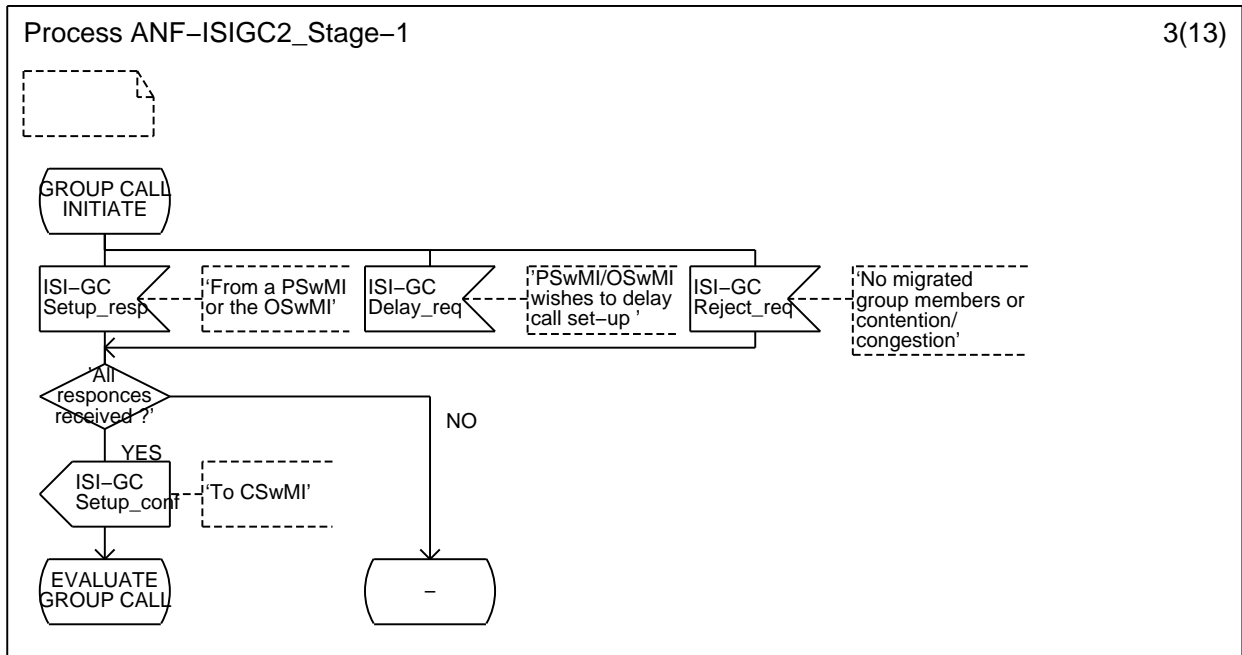 Process ANF−ISIGC2_Stage−1
3(13)
GROUP CALL
INITIATE
ISI−GC
Setup_resp
‘From a PSwMI
or the OSwMI’
ISI−GC
Delay_req
’PSwMI/OSwMI
wishes to delay
call set−up ’
ISI−GC
Reject_req
‘No migrated
group members or
contention/
congestion’
’All
responces
received ?’
NO
YES
ISI−GC
Setup_conf
‘To CSwMI’
EVALUATE
GROUP CALL
−